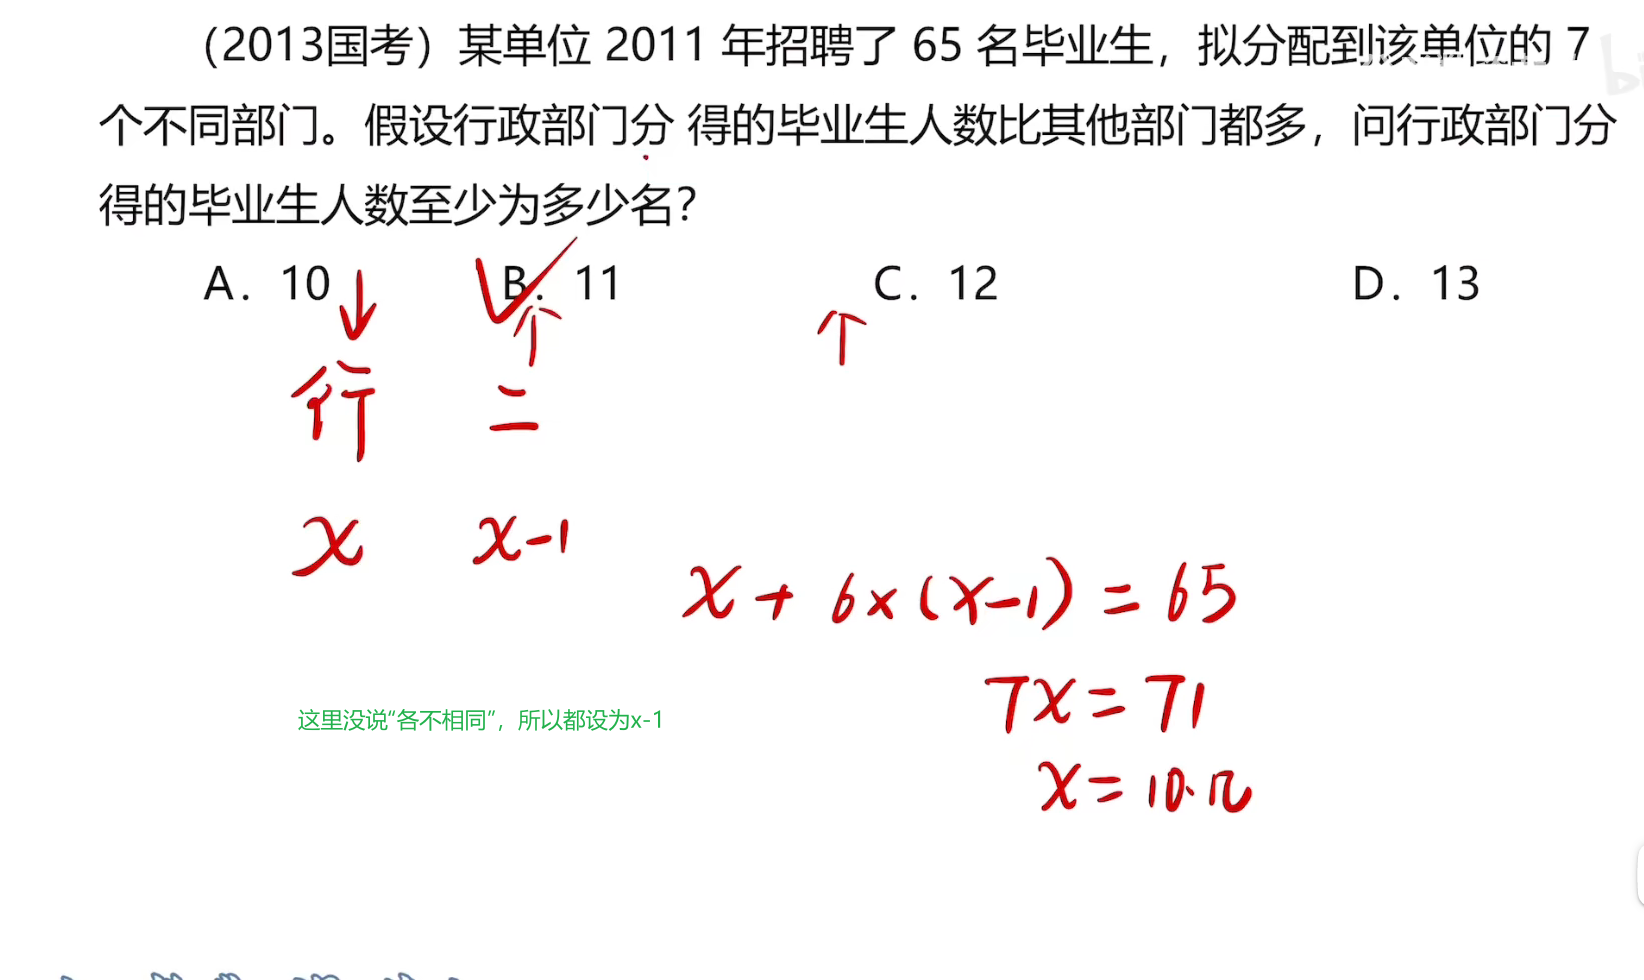 （2013国考）某单位 2011 年招聘了 65 名毕业生，拟分配到该单位的 7
个不同部门。假设行政部门分 得的毕业生人数比其他部门都多，问行政部门分
得的毕业生人数至少为多少名？
A．10 B．11 C．12 D．13
行 二
x x-1
x + 6×(x-1) = 65
7x = 71
这里没说“各不相同”，所以都设为x-1